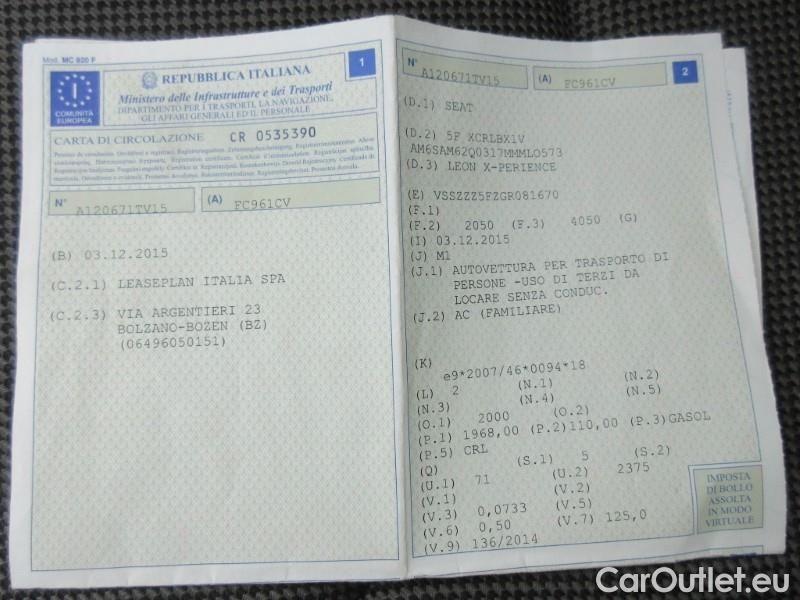 Mod. MC 820 F
1
REPUBBLICA ITALIANA
Ministero delle Infrastrutture e dei Trasporti
DIPARTIMENTO PER I TRASPORTI, LA NAVIGAZIONE,
GLI AFFARI GENERALI ED IL PERSONALE
I
COMUNITÀ
EUROPEA
CARTA DI CIRCOLAZIONE CR 0535390
N° A120671TV15 (A) FC961CV
(B) 03.12.2015
(C.2.1) LEASEPLAN ITALIA SPA
(C.2.3) VIA ARGENTIERI 23
BOLZANO-BOZEN (BZ)
(06496050151)
N° A120671TV15 (A) FC961CV
2
(D.1) SEAT
(D.2) 5F XCRLBX1V
AM6SAM62Q0317MMMLO573
(D.3) LEON X-PERIENCE
(E) VSSZZZ5FZGR081670
(F.1)
(F.2) 2050 (F.3) 4050 (G)
(I) 03.12.2015
(J) M1
(J.1) AUTOVETTURA PER TRASPORTO DI
PERSONE -USO DI TERZI DA
LOCARE SENZA CONDUC.
(J.2) AC (FAMILIARE)
(K)
e9*2007/46*0094*18
(L) 2 (N.1) (N.2)
(N.3) (N.4) (N.5)
(O.1) 2000 (O.2)
(P.1) 1968,00 (P.2)110,00 (P.3)GASOL
(P.5) CRL
(Q) (S.1) 5 (S.2)
(U.1) 71 (U.2) 2375
(V.1) (V.2)
(V.3) 0,0733 (V.5)
(V.6) 0,50 (V.7) 125,0
(V.9) 136/2014
IMPOSTA
DI BOLLO
ASSOLTA
IN MODO
VIRTUALE
CarOutlet.eu